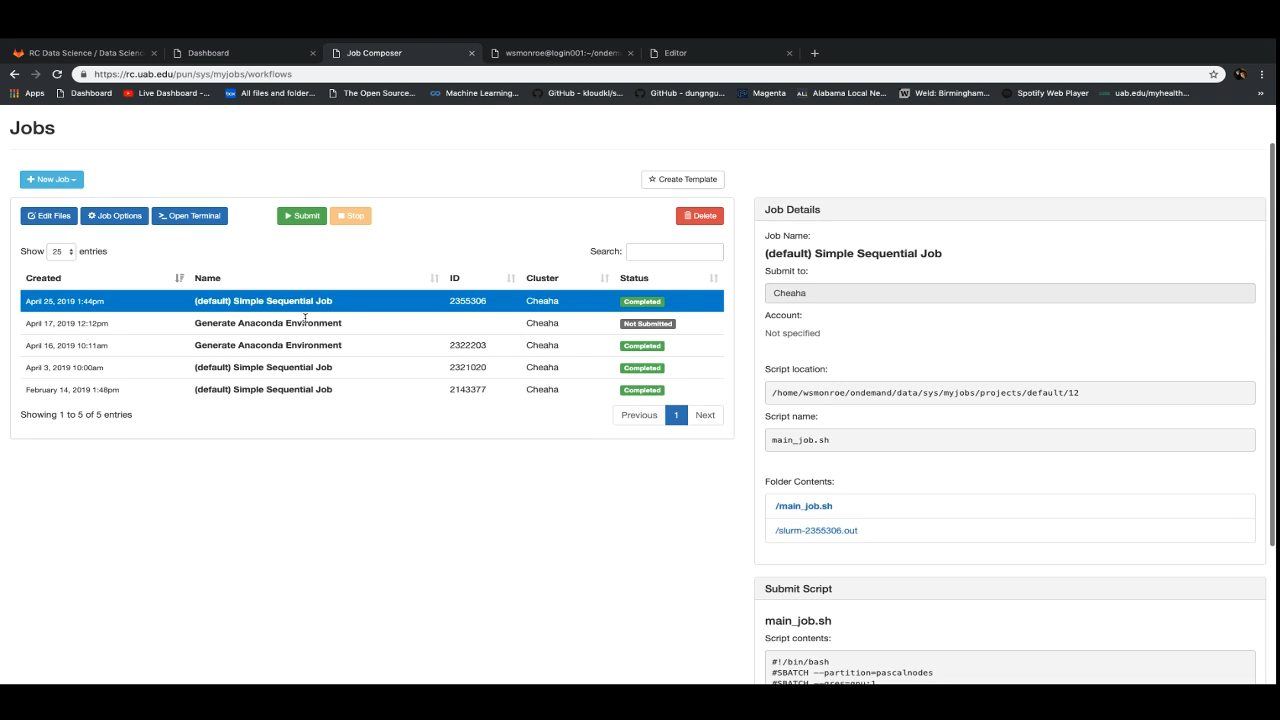 RC Data Science / Data Scienc
Dashboard
Job Composer
wsmonroe@login001:~/ondem
Editor
https://rc.uab.edu/pun/sys/myjobs/workflows
Apps
Dashboard
Live Dashboard -...
All files and folder...
The Open Source...
Machine Learning...
GitHub - kloudkl/s...
GitHub - dungngu...
Magenta
Alabama Local Ne...
Weld: Birmingham...
Spotify Web Player
uab.edu/myhealth...
Jobs
+ New Job
Create Template
Edit Files
Job Options
Open Terminal
Submit
Stop
Delete
Show 25 entries
Search:
Created Name ID Cluster Status
April 25, 2019 1:44pm (default) Simple Sequential Job 2355306 Cheaha Completed
April 17, 2019 12:12pm Generate Anaconda Environment Cheaha Not Submitted
April 16, 2019 10:11am Generate Anaconda Environment 2322203 Cheaha Completed
April 3, 2019 10:00am (default) Simple Sequential Job 2321020 Cheaha Completed
February 14, 2019 1:48pm (default) Simple Sequential Job 2143377 Cheaha Completed
Showing 1 to 5 of 5 entries
Previous 1 Next
Job Details
Job Name:
(default) Simple Sequential Job
Submit to:
Cheaha
Account:
Not specified
Script location:
/home/wsmonroe/ondemand/data/sys/myjobs/projects/default/12
Script name:
main_job.sh
Folder Contents:
/main_job.sh
/slurm-2355306.out
Submit Script
main_job.sh
Script contents:
#!/bin/bash
#SBATCH --partition=pascalnodes
#SBATCH --gres=gpu:1